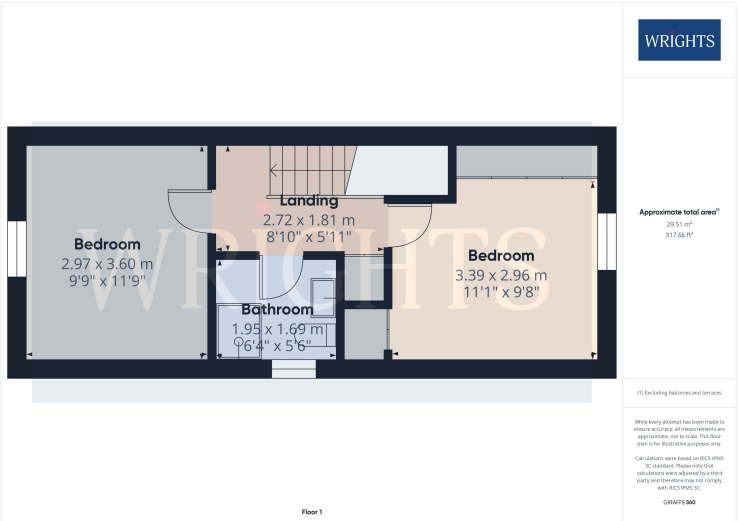 WRIGHTS
Landing
2.72 x 1.81 m
8'10" x 5'11"
Bedroom
2.97 x 3.60 m
9'9" x 11'9"
Bedroom
3.39 x 2.96 m
11'1" x 9'8"
WRIGHTS
Bathroom
1.95 x 1.69 m
6'4" x 5'6"
Floor 1
Approximate total area⁽¹⁾
29.51 m²
317.66 ft²
(1) Excluding balconies and terraces
While every attempt has been made to
ensure accuracy, all measurements are
approximate, not to scale. This floor
plan is for illustrative purposes only.
Calculations were based on RICS IPMS
3C standard. Please note that
calculations were adjusted by a third
party and therefore may not comply
with RICS IPMS 3C.
GIRAFFE360